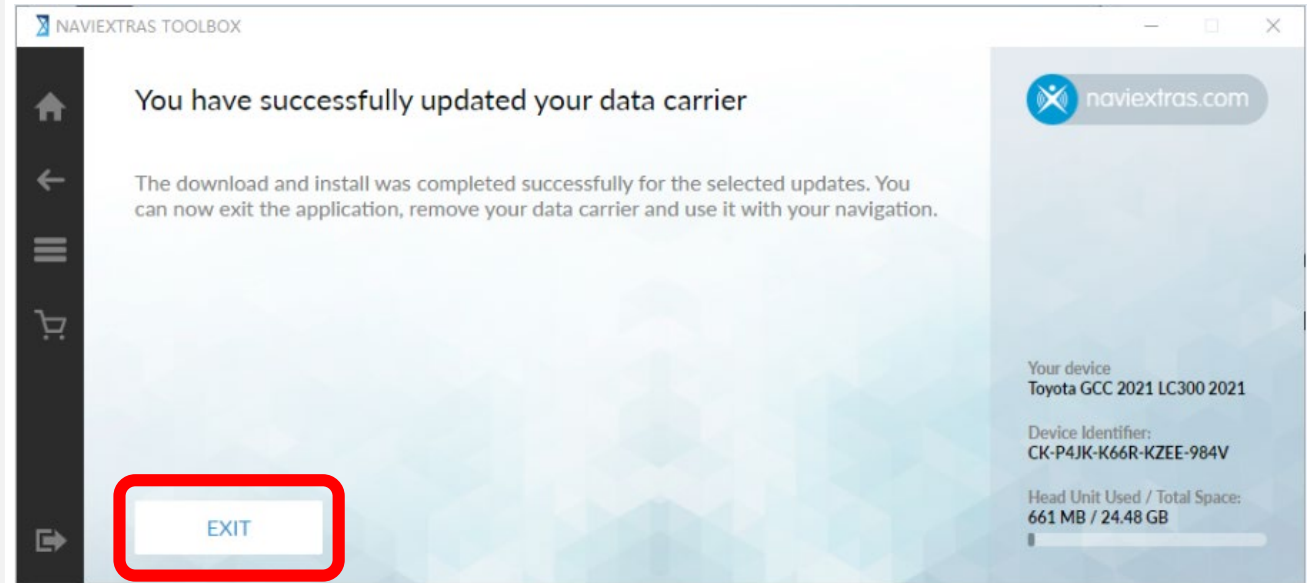 NAVIEXTRAS TOOLBOX
You have successfully updated your data carrier
naviextras.com
The download and install was completed successfully for the selected updates. You
can now exit the application, remove your data carrier and use it with your navigation.
Your device
Toyota GCC 2021 LC300 2021
Device Identifier:
CK-P4JK-K66R-KZEE-984V
Head Unit Used / Total Space:
661 MB / 24.48 GB
EXIT